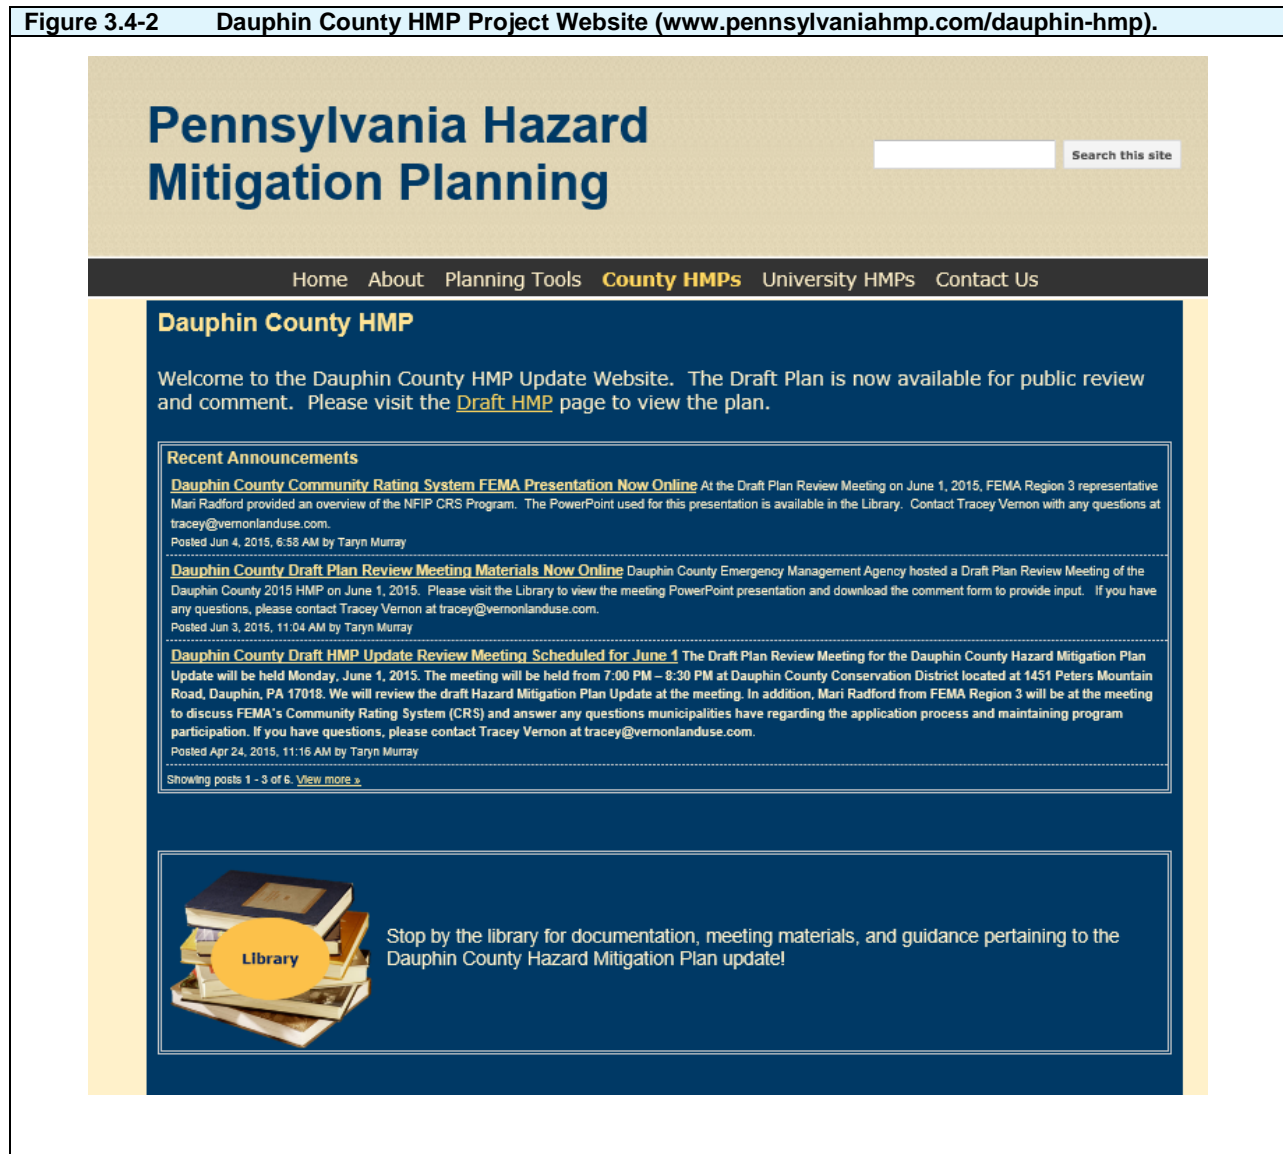 Figure 3.4-2 Dauphin County HMP Project Website (www.pennsylvaniahmp.com/dauphin-hmp).
Pennsylvania Hazard
Mitigation Planning
Search this site
Home About Planning Tools County HMPs University HMPs Contact Us
Dauphin County HMP
Welcome to the Dauphin County HMP Update Website. The Draft Plan is now available for public review
and comment. Please visit the Draft HMP page to view the plan.
Recent Announcements
Dauphin County Community Rating System FEMA Presentation Now Online At the Draft Plan Review Meeting on June 1, 2015, FEMA Region 3 representative
Mari Radford provided an overview of the NFIP CRS Program. The PowerPoint used for this presentation is available in the Library. Contact Tracey Vernon with any questions at
tracey@vernonlanduse.com.
Posted Jun 4, 2015, 6:58 AM by Taryn Murray
Dauphin County Draft Plan Review Meeting Materials Now Online Dauphin County Emergency Management Agency hosted a Draft Plan Review Meeting of the
Dauphin County 2015 HMP on June 1, 2015. Please visit the Library to view the meeting PowerPoint presentation and download the comment form to provide input. If you have
any questions, please contact Tracey Vernon at tracey@vernonlanduse.com.
Posted Jun 3, 2015, 11:04 AM by Taryn Murray
Dauphin County Draft HMP Update Review Meeting Scheduled for June 1 The Draft Plan Review Meeting for the Dauphin County Hazard Mitigation Plan
Update will be held Monday, June 1, 2015. The meeting will be held from 7:00 PM – 8:30 PM at Dauphin County Conservation District located at 1451 Peters Mountain
Road, Dauphin, PA 17018. We will review the draft Hazard Mitigation Plan Update at the meeting. In addition, Mari Radford from FEMA Region 3 will be at the meeting
to discuss FEMA's Community Rating System (CRS) and answer any questions municipalities have regarding the application process and maintaining program
participation. If you have questions, please contact Tracey Vernon at tracey@vernonlanduse.com.
Posted Apr 24, 2015, 11:16 AM by Taryn Murray
Showing posts 1 - 3 of 6. View more »
Library
Stop by the library for documentation, meeting materials, and guidance pertaining to the
Dauphin County Hazard Mitigation Plan update!